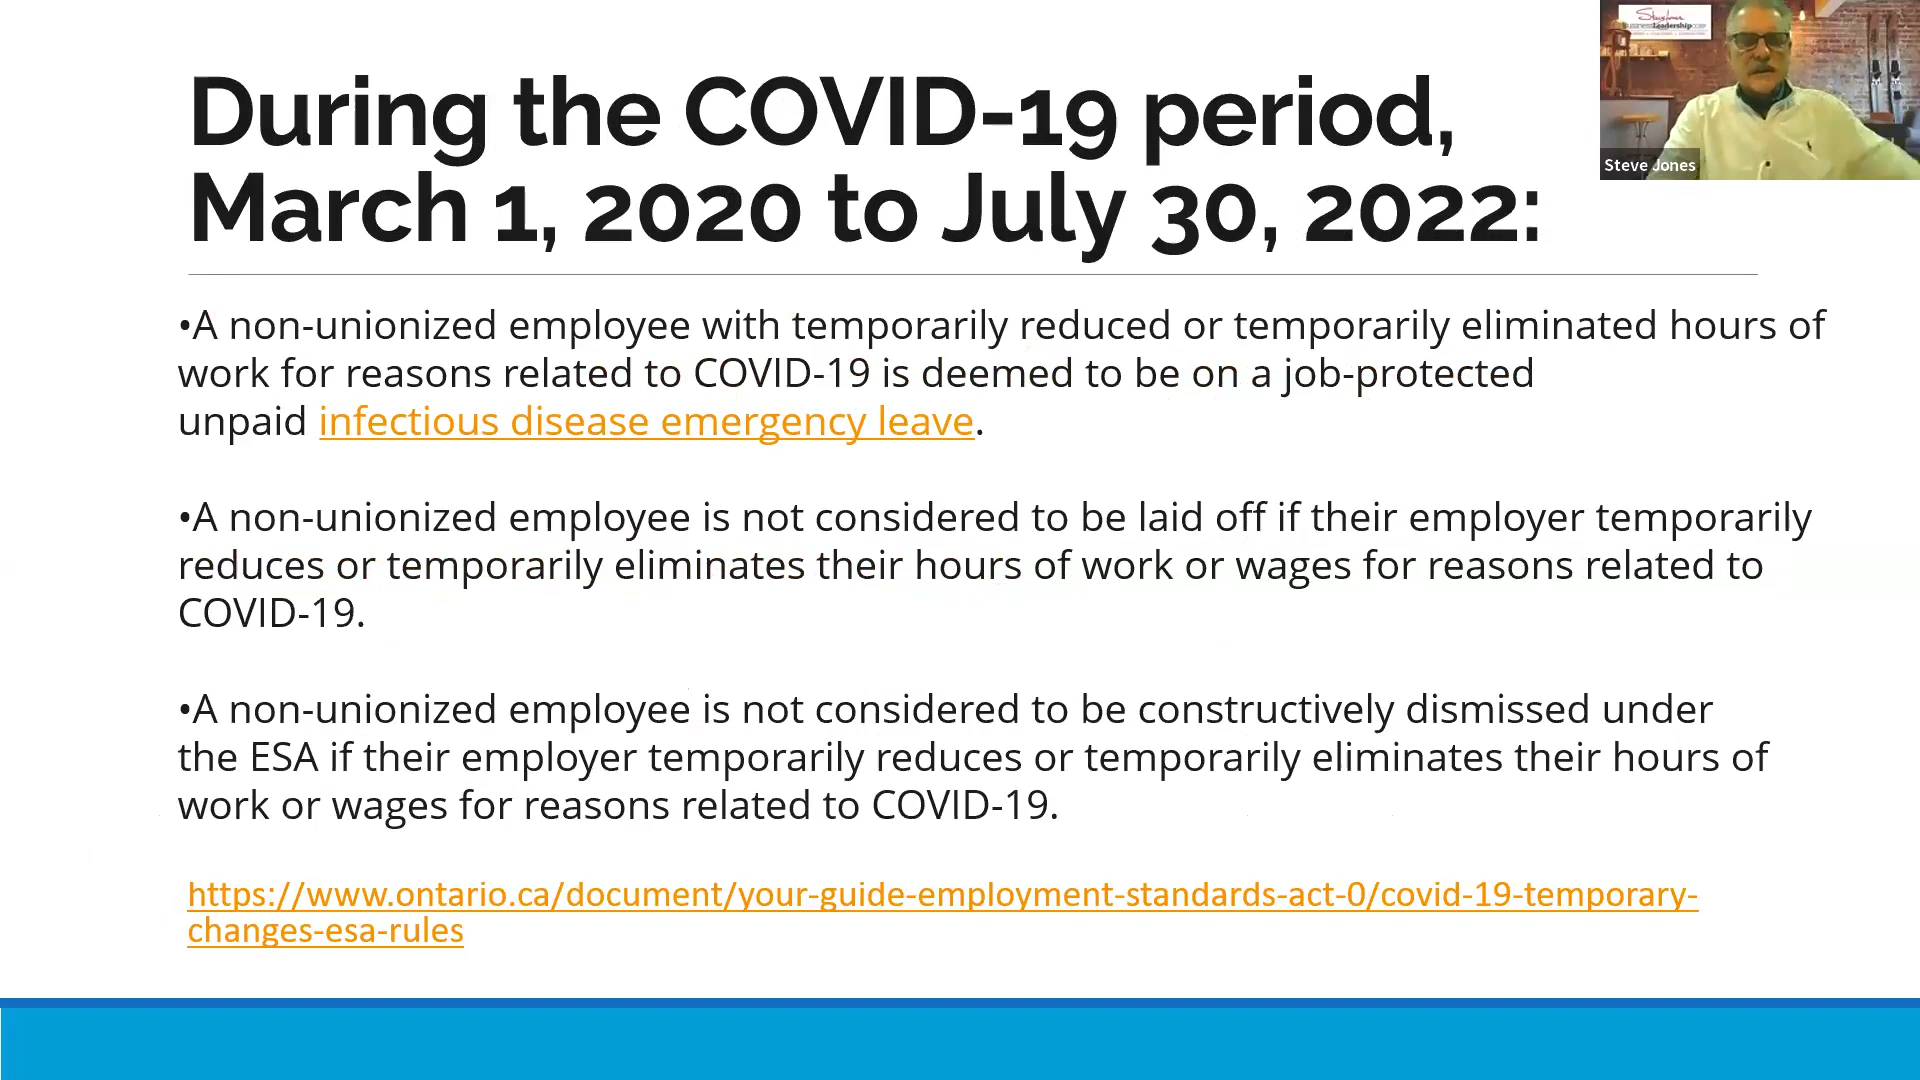 During the COVID-19 period,
March 1, 2020 to July 30, 2022:
Leadership
Steve Jones
•A non-unionized employee with temporarily reduced or temporarily eliminated hours of
work for reasons related to COVID-19 is deemed to be on a job-protected
unpaid infectious disease emergency leave.
•A non-unionized employee is not considered to be laid off if their employer temporarily
reduces or temporarily eliminates their hours of work or wages for reasons related to
COVID-19.
•A non-unionized employee is not considered to be constructively dismissed under
the ESA if their employer temporarily reduces or temporarily eliminates their hours of
work or wages for reasons related to COVID-19.
https://www.ontario.ca/document/your-guide-employment-standards-act-0/covid-19-temporary-
changes-esa-rules